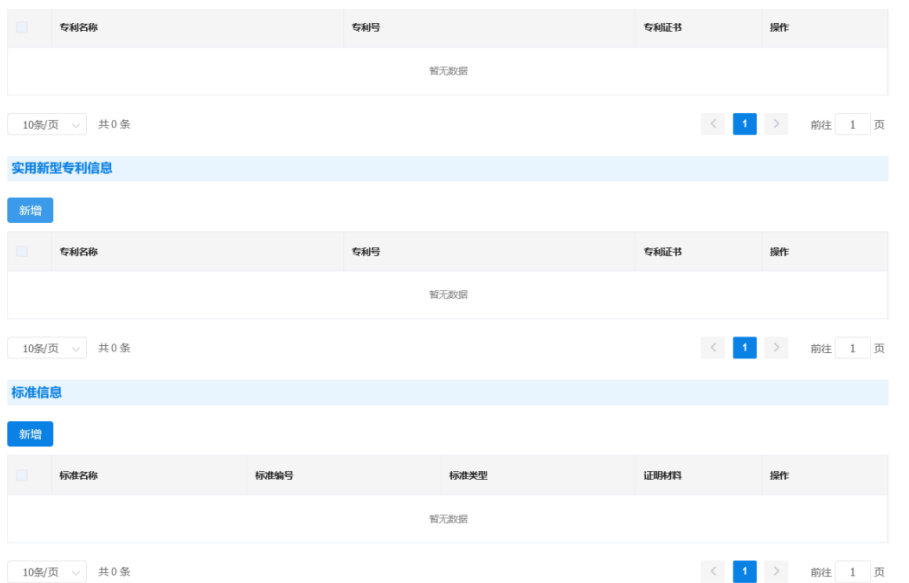 专利名称 专利号 专利证书 操作
暂无数据
10条/页 共 0 条 1 前往 1 页
实用新型专利信息
新增
专利名称 专利号 专利证书 操作
暂无数据
10条/页 共 0 条 1 前往 1 页
标准信息
新增
标准名称 标准编号 标准类型 证明材料 操作
暂无数据
10条/页 共 0 条 1 前往 1 页